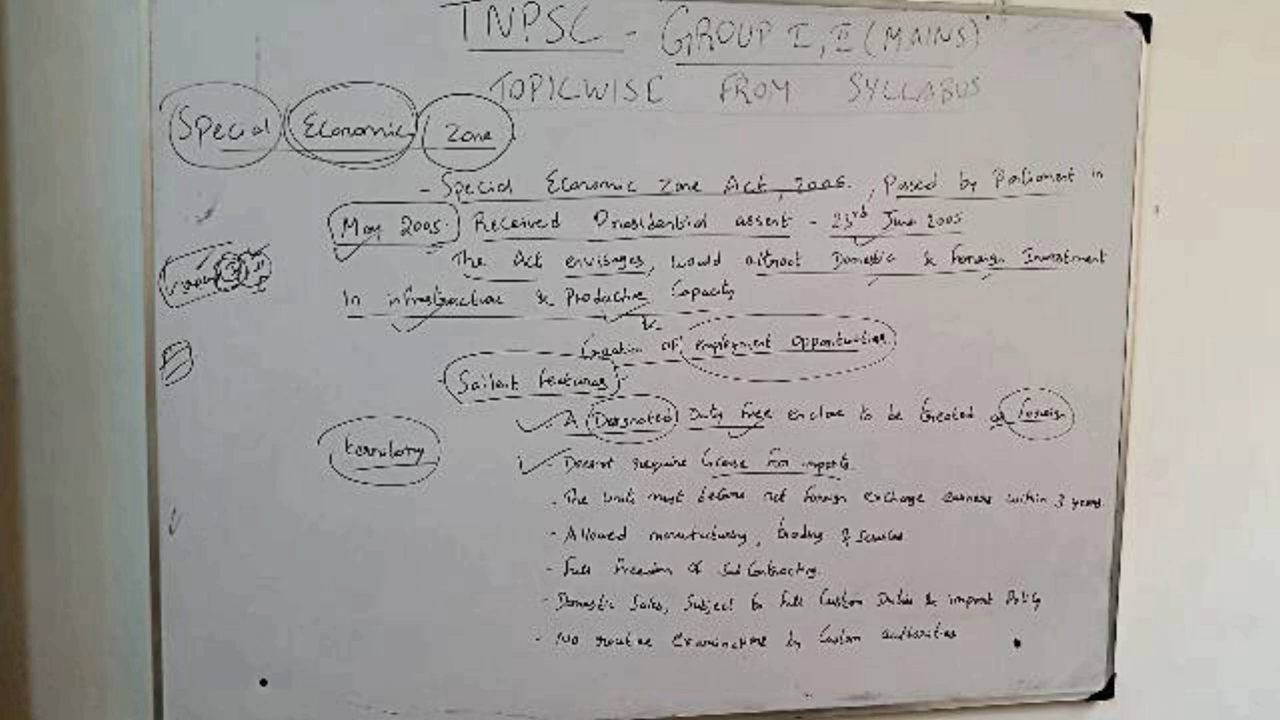 TNPSC - GROUP I, II (MAINS)
TOPICWISE FROM SYLLABUS
Special Economic Zone
- Special Economic Zone Act, 2005. , Passed by Parliament in
May 2005. Received Presidential assent - 23rd June 2005
The Act envisages, would attract Domestic & Foreign Investment
In infrastructure & Productive Capacity
&
Creation of employment opportunities
Sailent features:-
- A Designated Duty free enclave to be treated as foreign
territory
- Doesnt require license for imports.
- The units must become net foreign exchange earners within 3 years.
- Allowed manufacturing, trading & services
- Full freedom of Sub Contracting.
- Domestic Sales, Subject to full Custom Duties & import Policy
- No routine Examination by Custom authorities